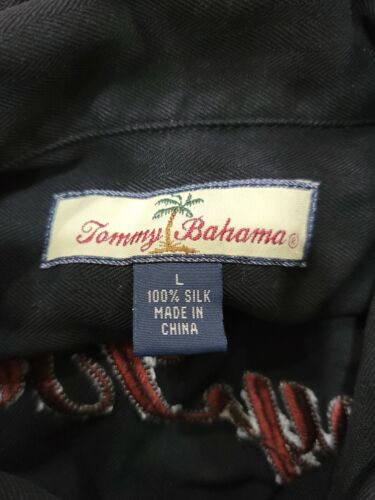 Tommy Bahama®
L
100% SILK
MADE IN
CHINA